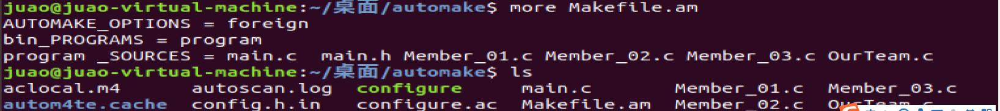 juao@juao-virtual-machine:~/桌面/automake$ more Makefile.am
AUTOMAKE_OPTIONS = foreign
bin_PROGRAMS = program
program _SOURCES = main.c  main.h Member_01.c Member_02.c Member_03.c OurTeam.c
juao@juao-virtual-machine:~/桌面/automake$ ls
aclocal.m4 autoscan.log configure main.c Member_01.c Member_03.c
autom4te.cache config.h.in configure.ac Makefile.am Member_02.c OurTeam.c